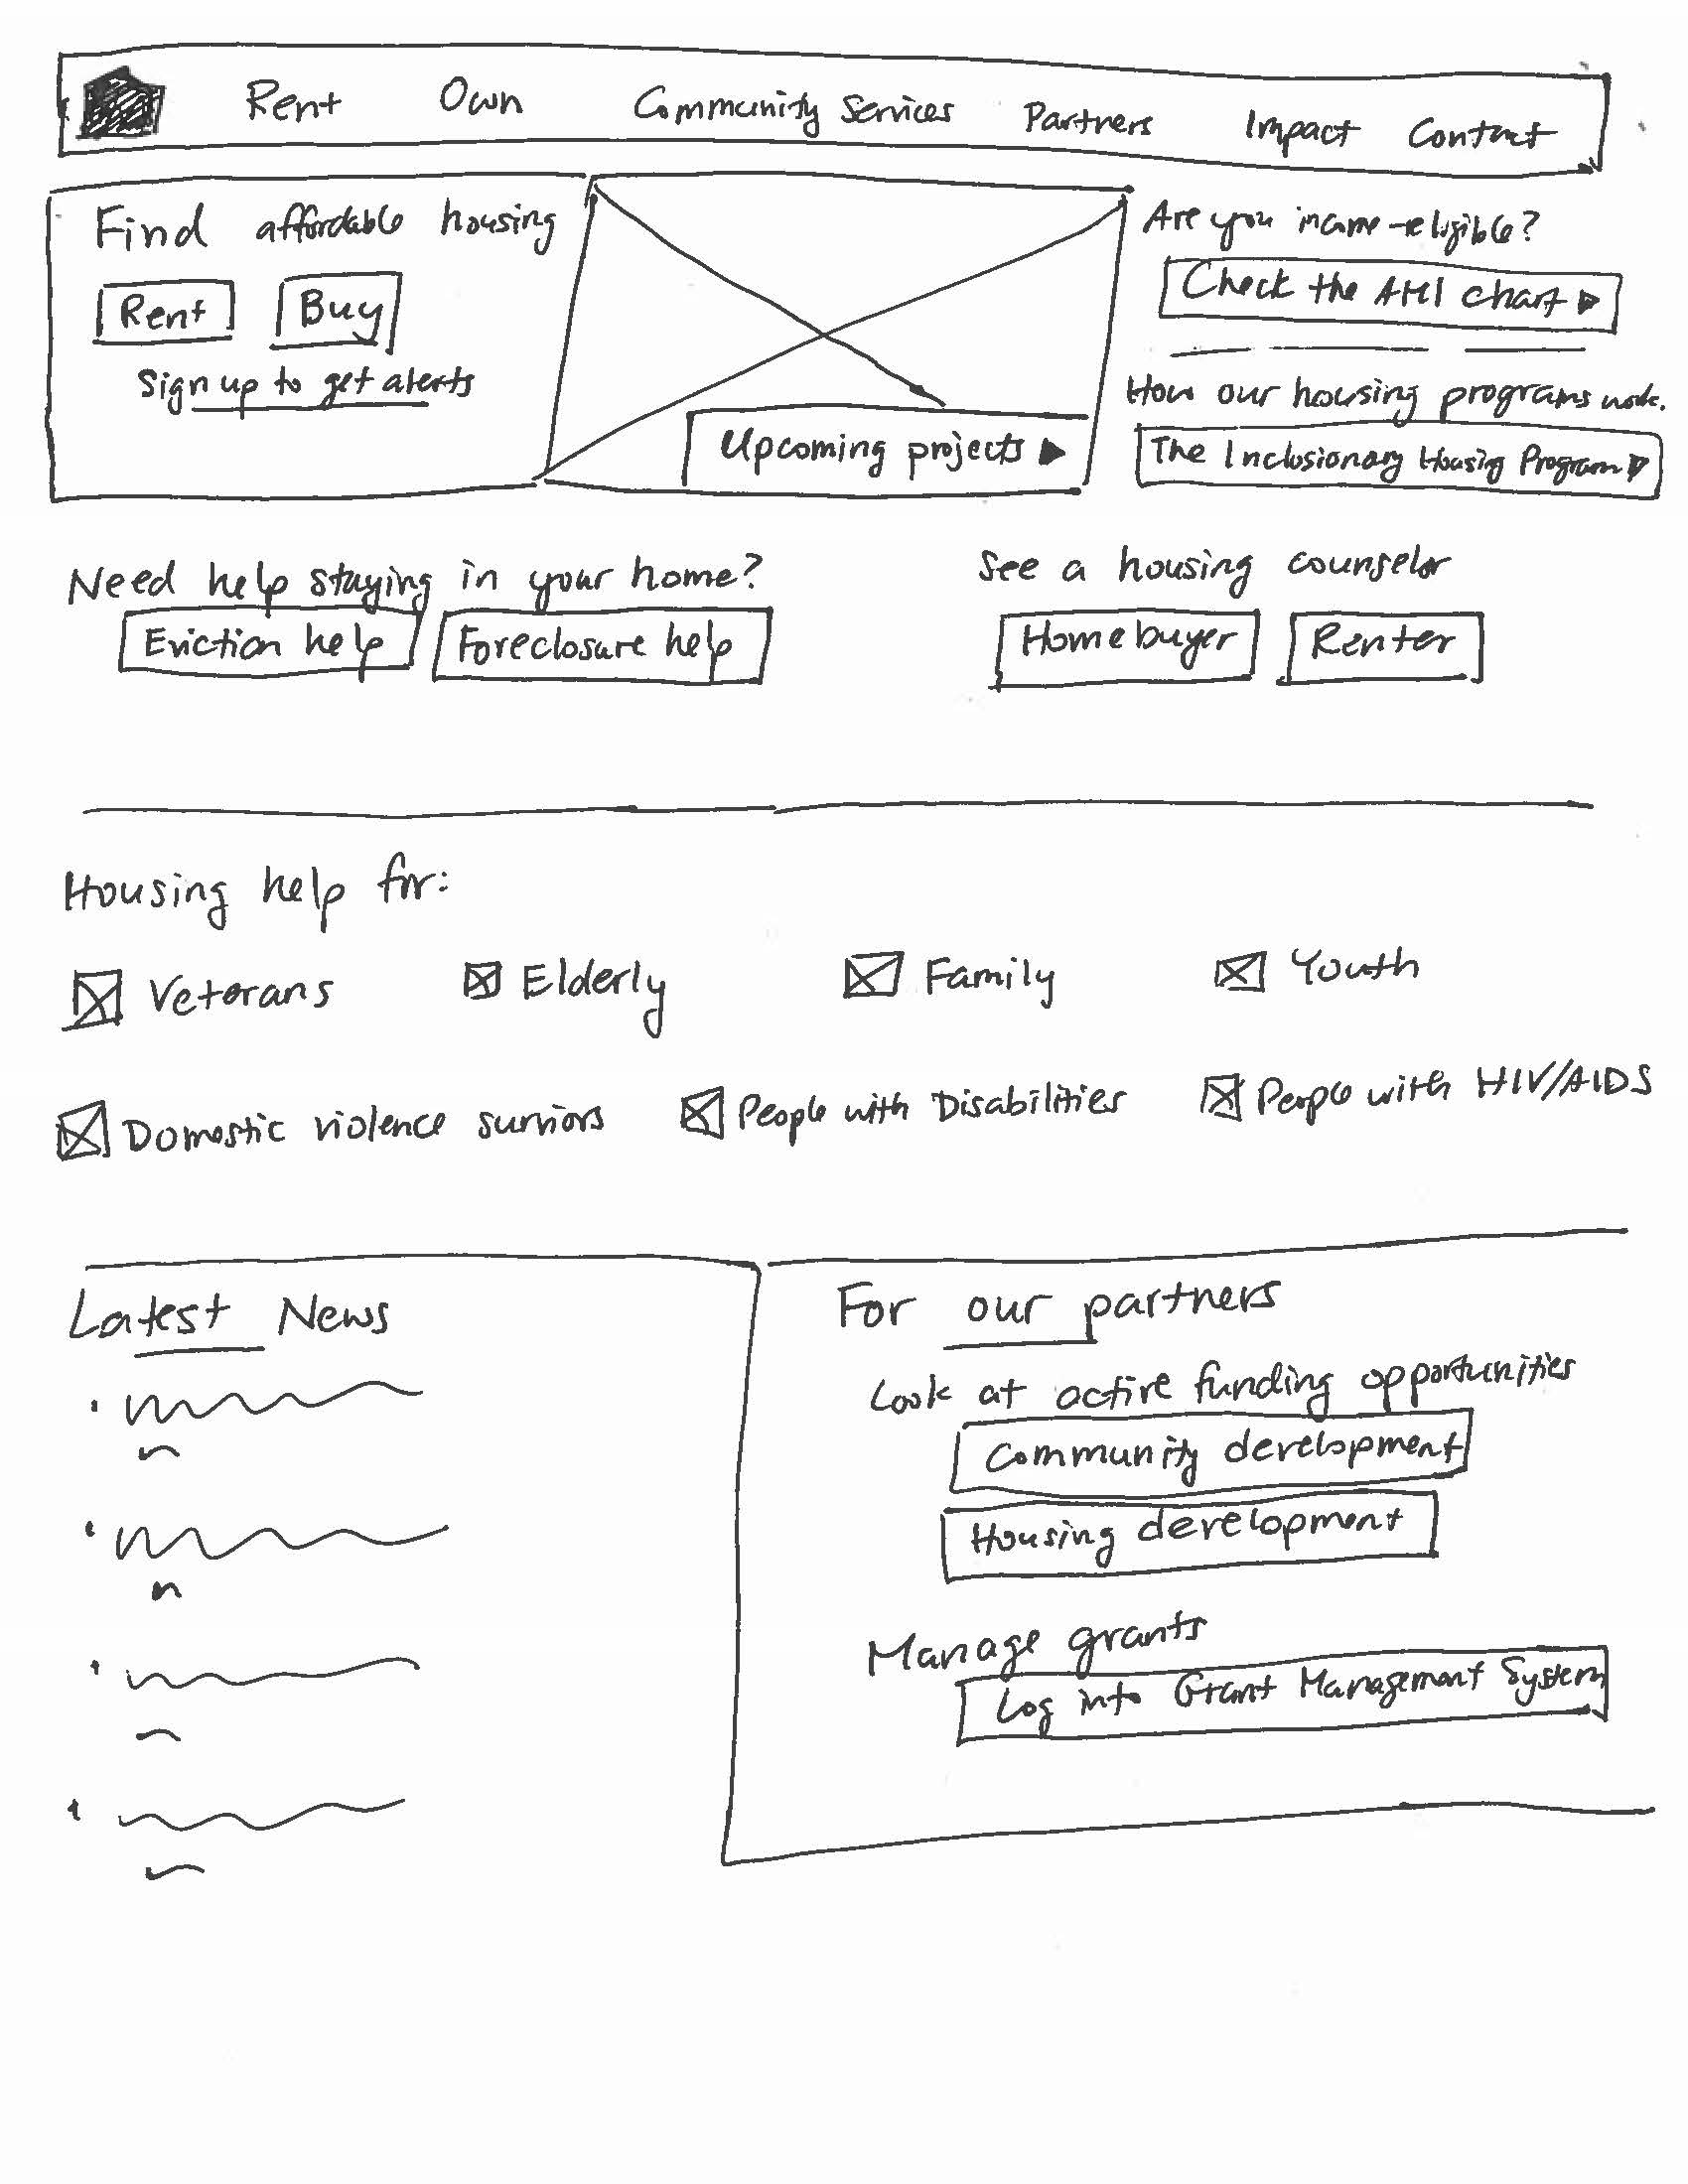 Rent Own Community Services Partners Impact Contact
Find affordable housing
Rent Buy
Sign up to get alerts
Upcoming projects
Are you income-eligible?
Check the AMI chart
How our housing programs work.
The Inclusionary Housing Program
Need help staying in your home?
Eviction help Foreclosure help
See a housing counselor
Homebuyer Renter
Housing help for:
Veterans Elderly Family Youth
Domestic violence surviors People with Disabilities People with HIV/AIDS
Latest News
For our partners
Look at active funding opportunities
Community development
Housing development
Manage grants
Log into Grant Management System